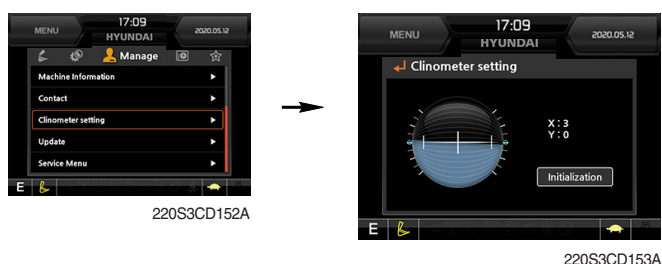 MENU
17:09
HYUNDAI
2020.05.12
Manage
Machine Information
Contact
Clinometer setting
Update
Service Menu
E
220S3CD152A
MENU
17:09
HYUNDAI
2020.05.12
Clinometer setting
X : 3
Y : 0
Initialization
E
220S3CD153A